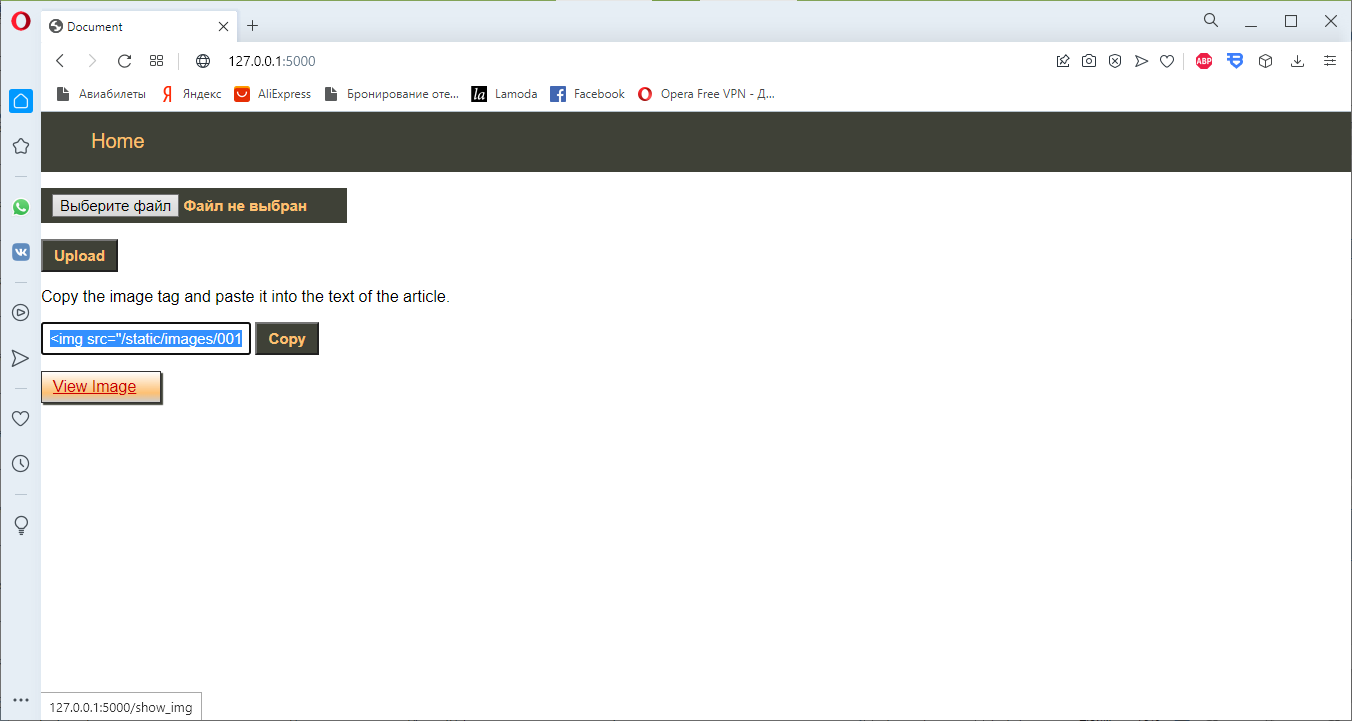 Document
127.0.0.1:5000
ABP
Авиабилеты Яндекс AliExpress Бронирование оте... la Lamoda Facebook Opera Free VPN - Д...
Home
Выберите файл Файл не выбран
Upload
Copy the image tag and paste it into the text of the article.
<img src="/static/images/001 Copy
View Image
127.0.0.1:5000/show_img